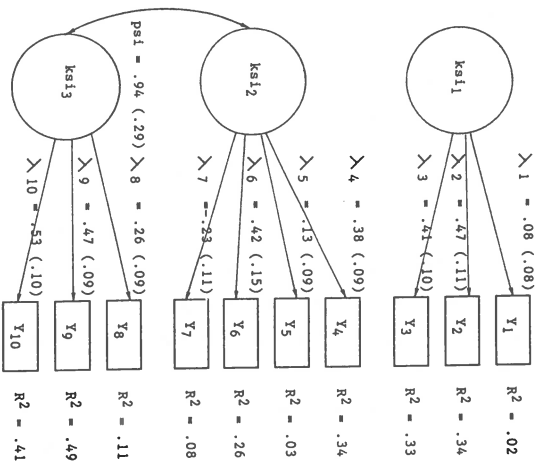 λ1 = .08 (.08) Y1 R² = .02
ksi1 λ2 = .47 (.11) Y2 R² = .34
λ3 = .41 (.10) Y3 R² = .33
λ4 = .38 (.09) Y4 R² = .34
λ5 = .13 (.09) Y5 R² = .03
ksi2 λ6 = .42 (.15) Y6 R² = .26
λ7 = -.23 (.11) Y7 R² = .08
psi = .94 (.29) λ8 = .26 (.09) Y8 R² = .11
ksi3 λ9 = .47 (.09) Y9 R² = .49
λ10 = .53 (.10) Y10 R² = .41